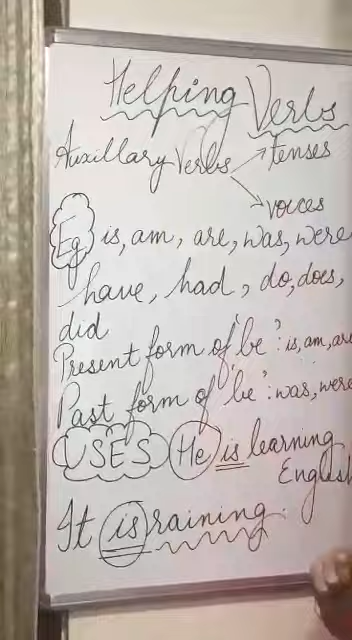 Helping Verbs
Auxillary Verbs tenses
voices
Eg is, am, are, was, were
have, had, do, does,
did
Present form of 'be': is, am, are
Past form of 'be': was, were
USES He is learning
English
It is raining.